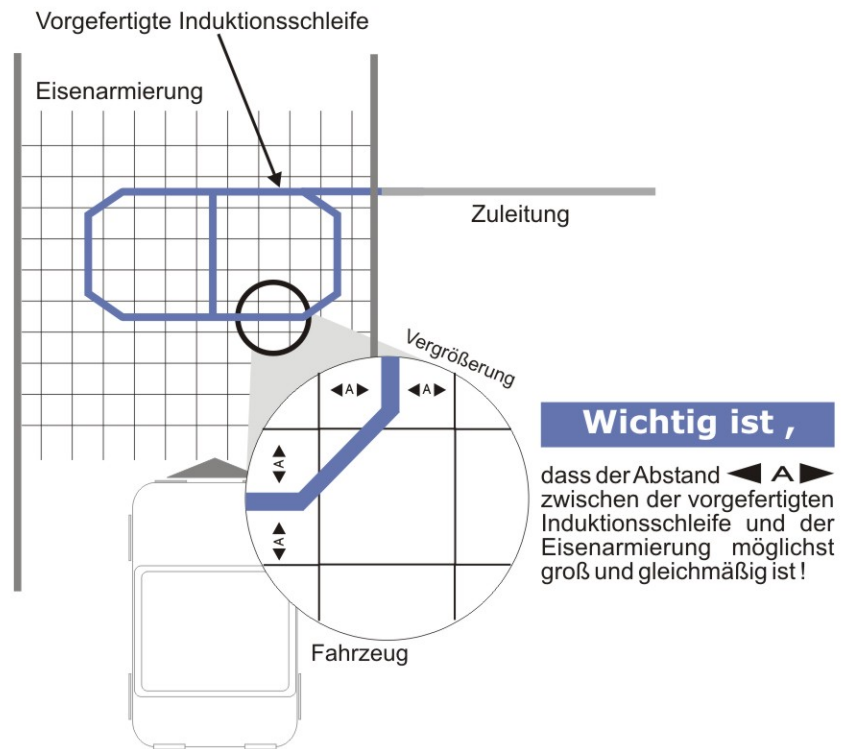 Vorgefertigte Induktionsschleife
Eisenarmierung
Zuleitung
Vergrößerung
A
A
A
A
Wichtig ist ,
dass der Abstand ◀ A ▶
zwischen der vorgefertigten
Induktionsschleife und der
Eisenarmierung möglichst
groß und gleichmäßig ist !
Fahrzeug